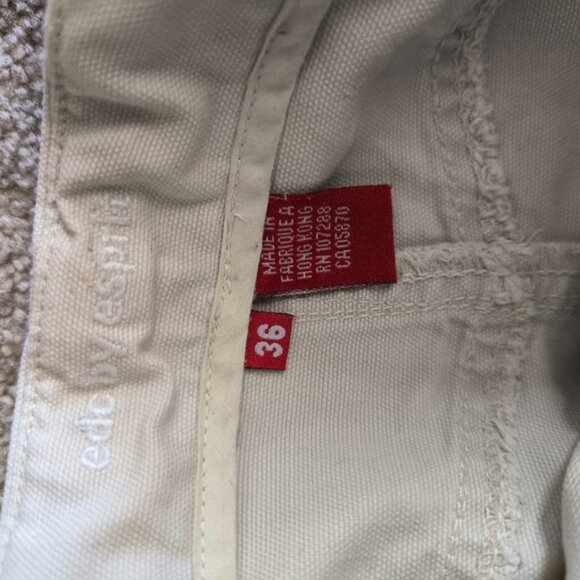 edc by esprit
MADE IN
FABRIQUE A
HONG KONG
RN 107288
CA 05870
36